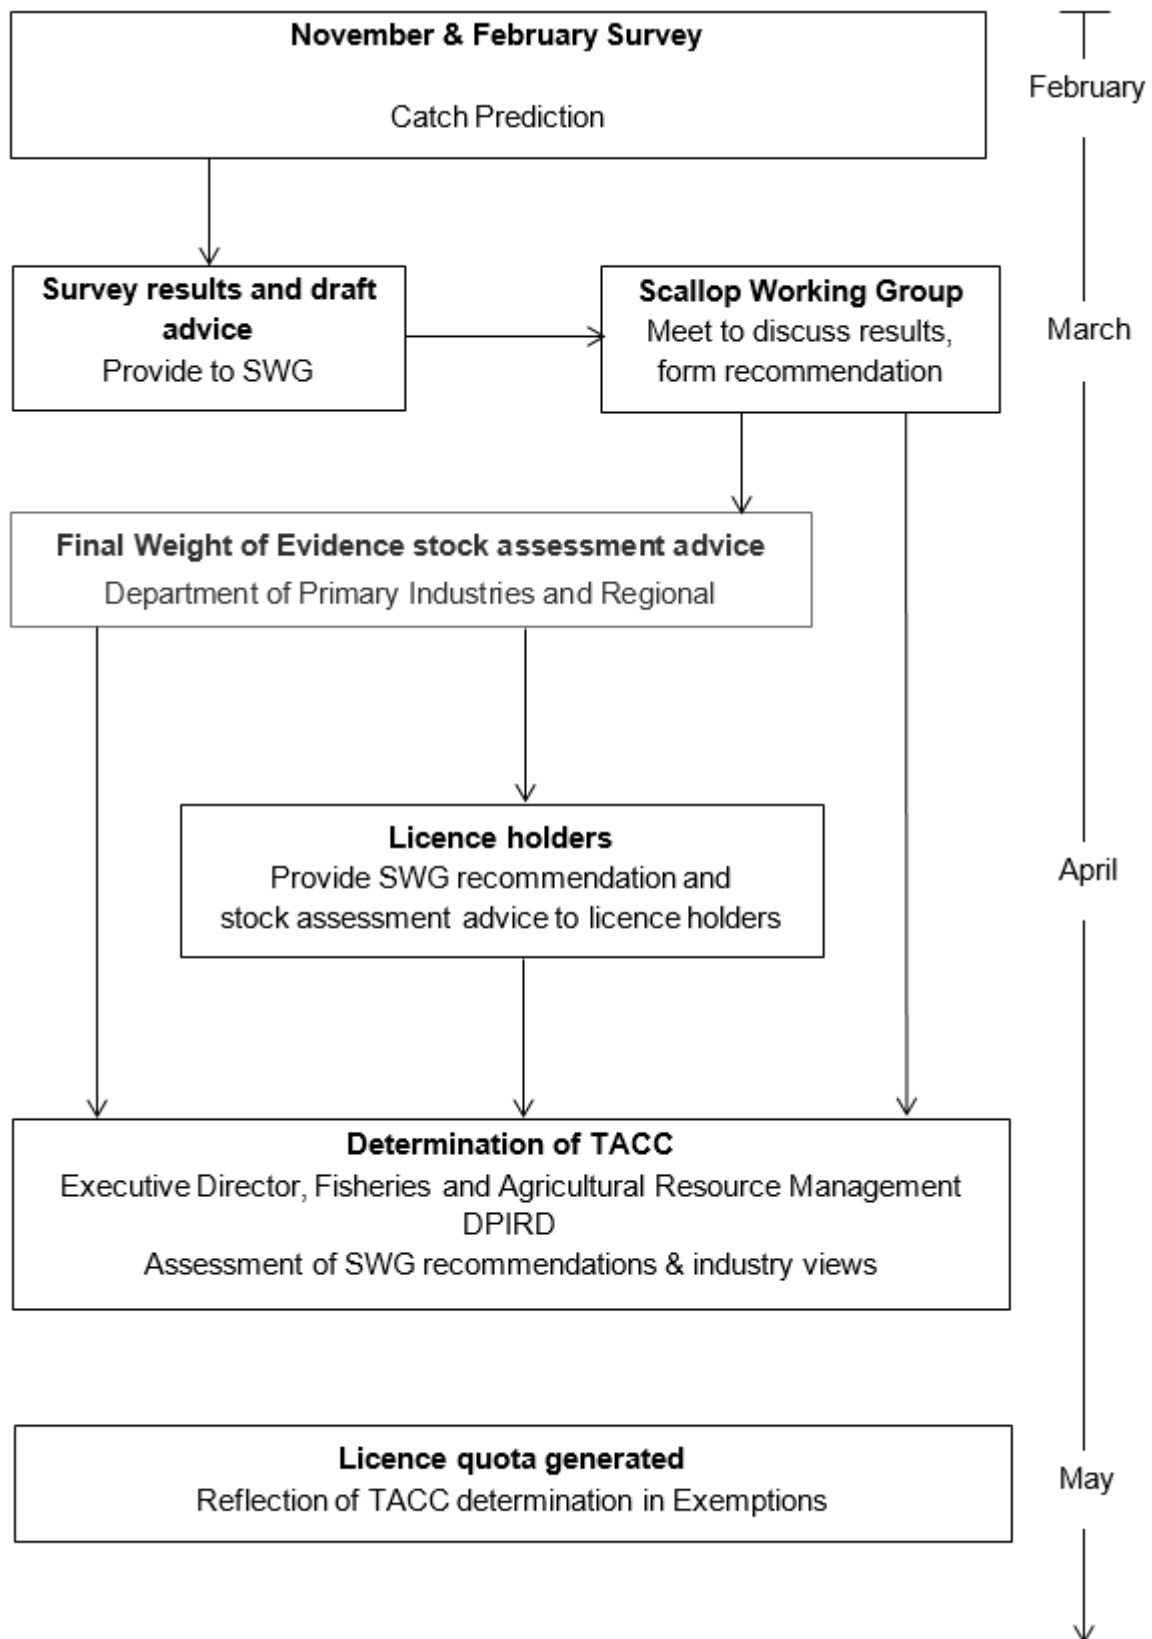 November & February Survey
Catch Prediction
February
Survey results and draft
advice
Provide to SWG
Scallop Working Group
Meet to discuss results,
form recommendation
March
Final Weight of Evidence stock assessment advice
Department of Primary Industries and Regional
Licence holders
Provide SWG recommendation and
stock assessment advice to licence holders
April
Determination of TACC
Executive Director, Fisheries and Agricultural Resource Management
DPIRD
Assessment of SWG recommendations & industry views
Licence quota generated
Reflection of TACC determination in Exemptions
May